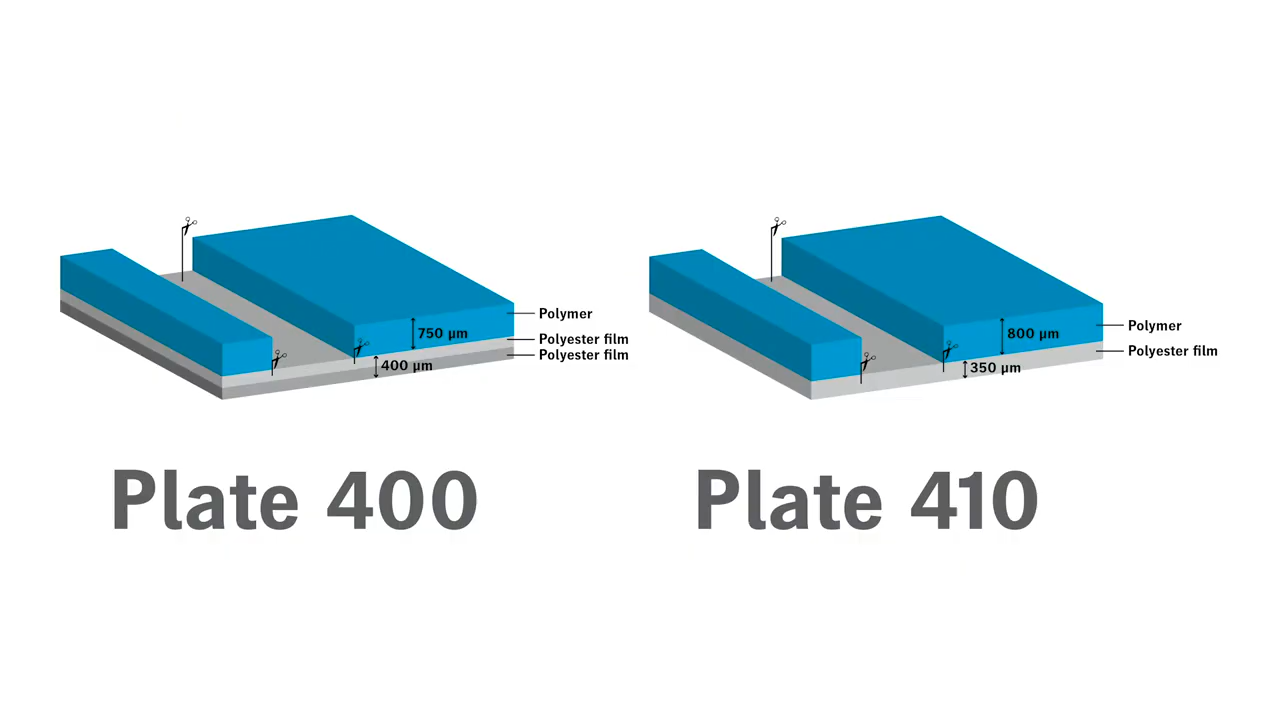 750 µm
Polymer
Polyester film
Polyester film
400 µm
Plate 400
800 µm
Polymer
Polyester film
350 µm
Plate 410